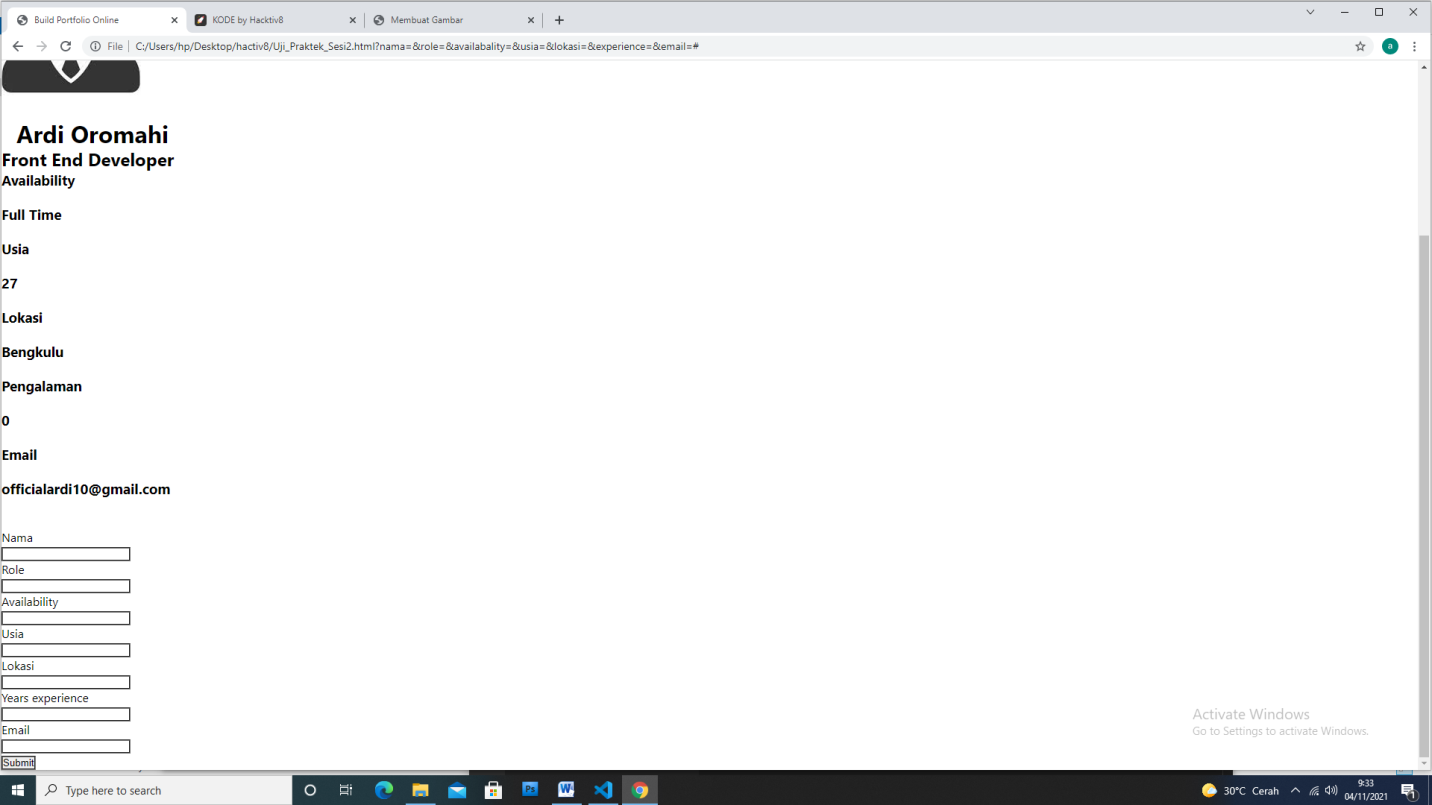 Build Portfolio Online
KODE by Hacktiv8
Membuat Gambar
File
C:/Users/hp/Desktop/hactiv8/Uji_Praktek_Sesi2.html?nama=&role=&availabality=&usia=&lokasi=&experience=&email=#
a
Ardi Oromahi
Front End Developer
Availability
Full Time
Usia
27
Lokasi
Bengkulu
Pengalaman
0
Email
officialardi10@gmail.com
Nama
Role
Availability
Usia
Lokasi
Years experience
Email
Submit
Activate Windows
Go to Settings to activate Windows.
Type here to search
Ps
W
30°C Cerah
9:33
04/11/2021
1